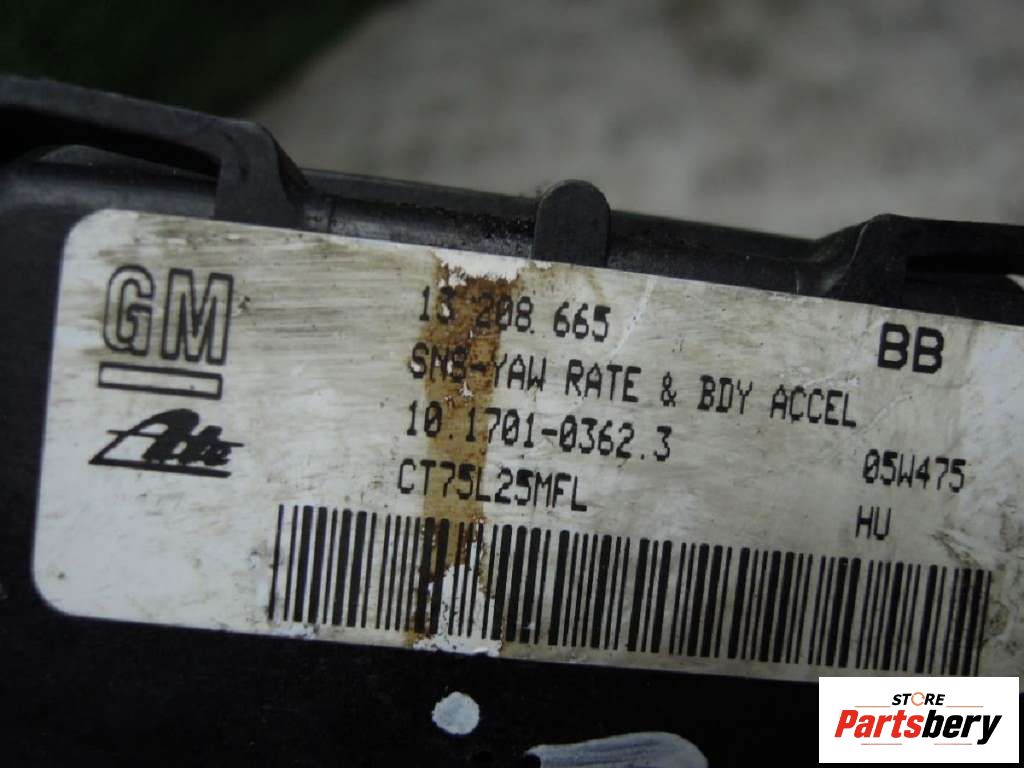 GM
13 208 665
BB
SNS-YAW RATE & BDY ACCEL
Ate
10.1701-0362.3
05W475
CT75L25MFL
HU
STORE
Partsbery